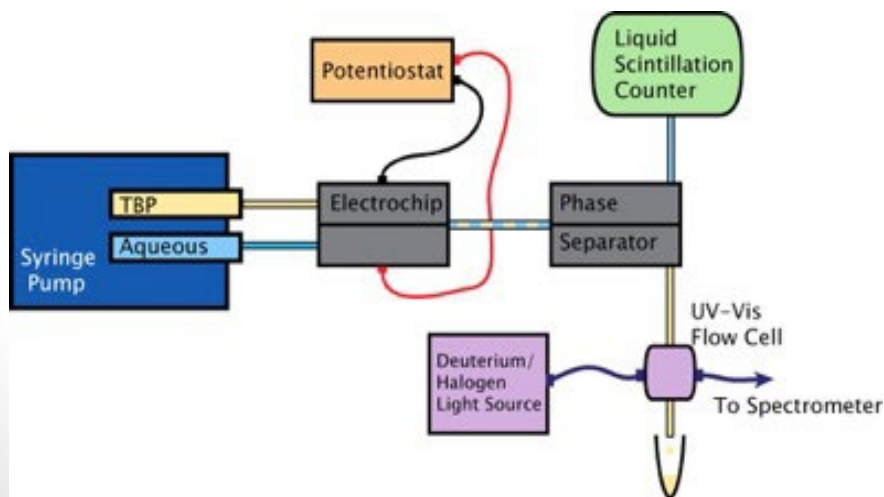 Potentiostat
Liquid
Scintillation
Counter
TBP
Aqueous
Syringe
Pump
Electrochip
Phase
Separator
UV-Vis
Flow Cell
Deuterium/
Halogen
Light Source
To Spectrometer